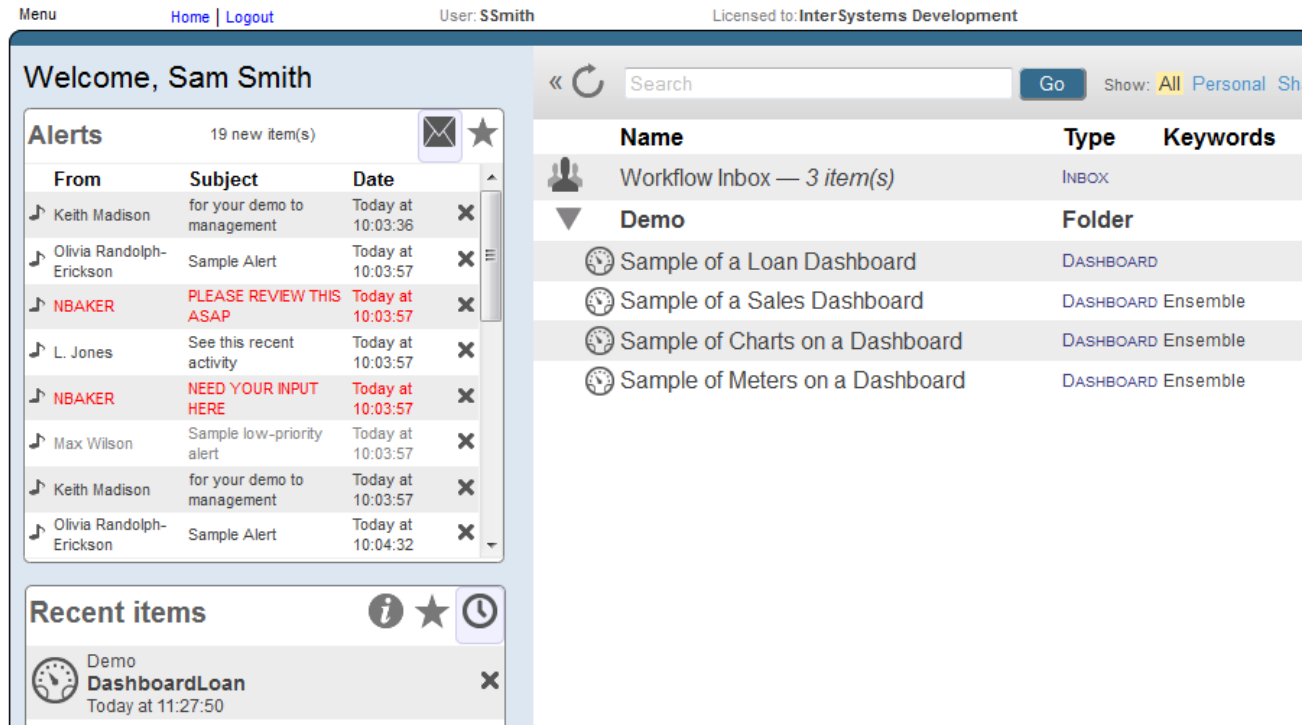 Menu Home | Logout User: SSmith Licensed to: InterSystems Development
Welcome, Sam Smith
Alerts 19 new item(s)
From Subject Date
Keith Madison for your demo to management Today at 10:03:36
Olivia Randolph-Erickson Sample Alert Today at 10:03:57
NBAKER PLEASE REVIEW THIS ASAP Today at 10:03:57
L. Jones See this recent activity Today at 10:03:57
NBAKER NEED YOUR INPUT HERE Today at 10:03:57
Max Wilson Sample low-priority alert Today at 10:03:57
Keith Madison for your demo to management Today at 10:03:57
Olivia Randolph-Erickson Sample Alert Today at 10:04:32
Recent items
Demo
DashboardLoan
Today at 11:27:50
« Search Go Show: All Personal Sh
Name Type Keywords
Workflow Inbox — 3 item(s) INBOX
Demo Folder
Sample of a Loan Dashboard DASHBOARD
Sample of a Sales Dashboard DASHBOARD Ensemble
Sample of Charts on a Dashboard DASHBOARD Ensemble
Sample of Meters on a Dashboard DASHBOARD Ensemble